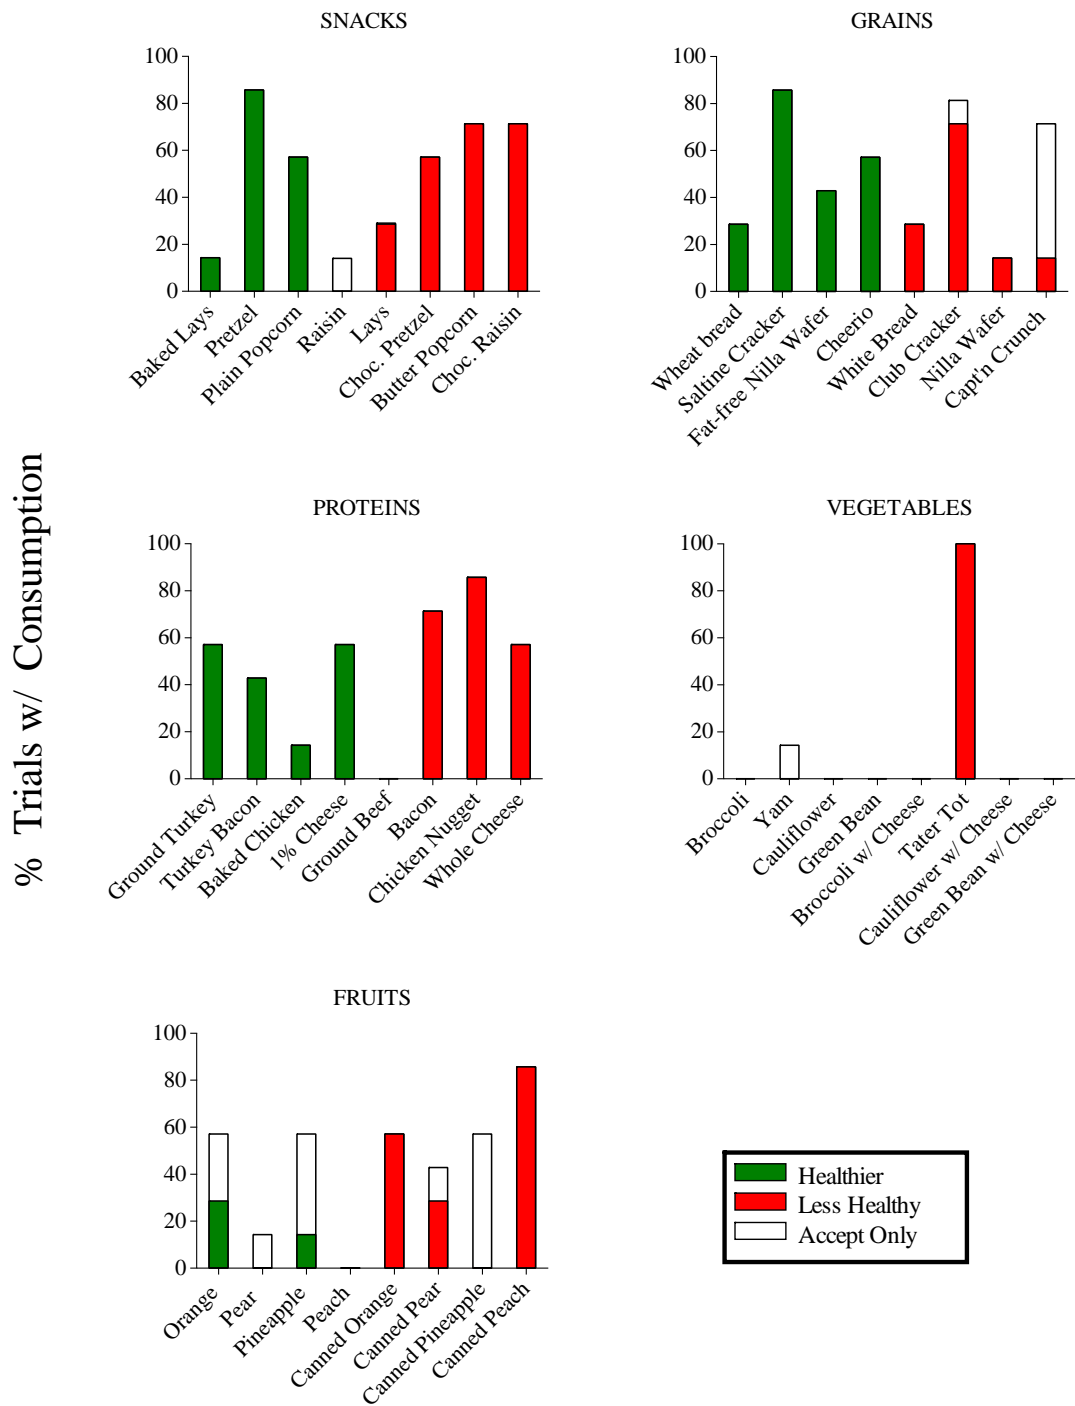 SNACKS
100
80
60
40
20
0
Baked Lays
Pretzel
Plain Popcorn
Raisin
Lays
Choc. Pretzel
Butter Popcorn
Choc. Raisin
GRAINS
100
80
60
40
20
0
Wheat bread
Saltine Cracker
Fat-free Nilla Wafer
Cheerio
White Bread
Club Cracker
Nilla Wafer
Capt'n Crunch
% Trials w/ Consumption
PROTEINS
100
80
60
40
20
0
Ground Turkey
Turkey Bacon
Baked Chicken
1% Cheese
Ground Beef
Bacon
Chicken Nugget
Whole Cheese
VEGETABLES
100
80
60
40
20
0
Broccoli
Yam
Cauliflower
Green Bean
Broccoli w/ Cheese
Tater Tot
Cauliflower w/ Cheese
Green Bean w/ Cheese
FRUITS
100
80
60
40
20
0
Orange
Pear
Pineapple
Peach
Canned Orange
Canned Pear
Canned Pineapple
Canned Peach
Healthier
Less Healthy
Accept Only